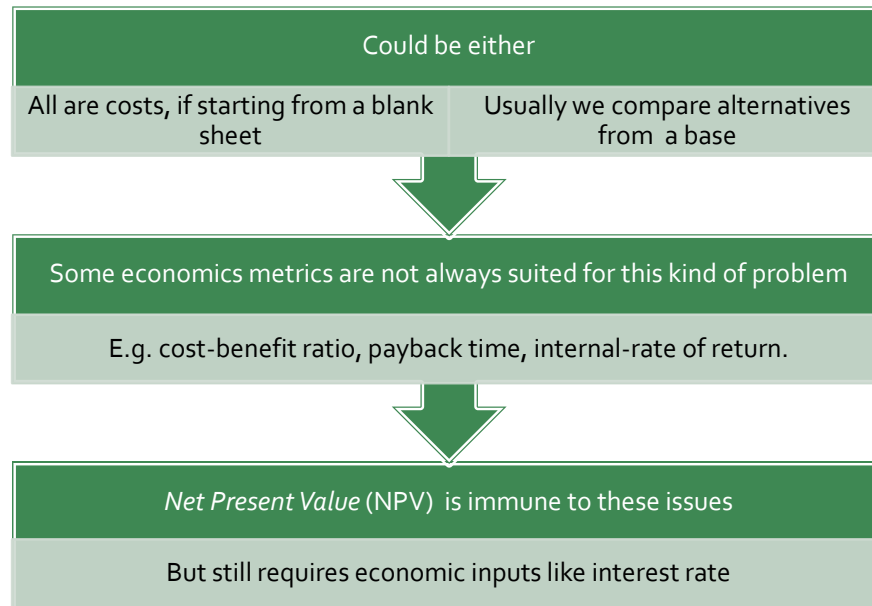 Could be either
All are costs, if starting from a blank
sheet
Usually we compare alternatives
from a base
Some economics metrics are not always suited for this kind of problem
E.g. cost-benefit ratio, payback time, internal-rate of return.
Net Present Value (NPV) is immune to these issues
But still requires economic inputs like interest rate